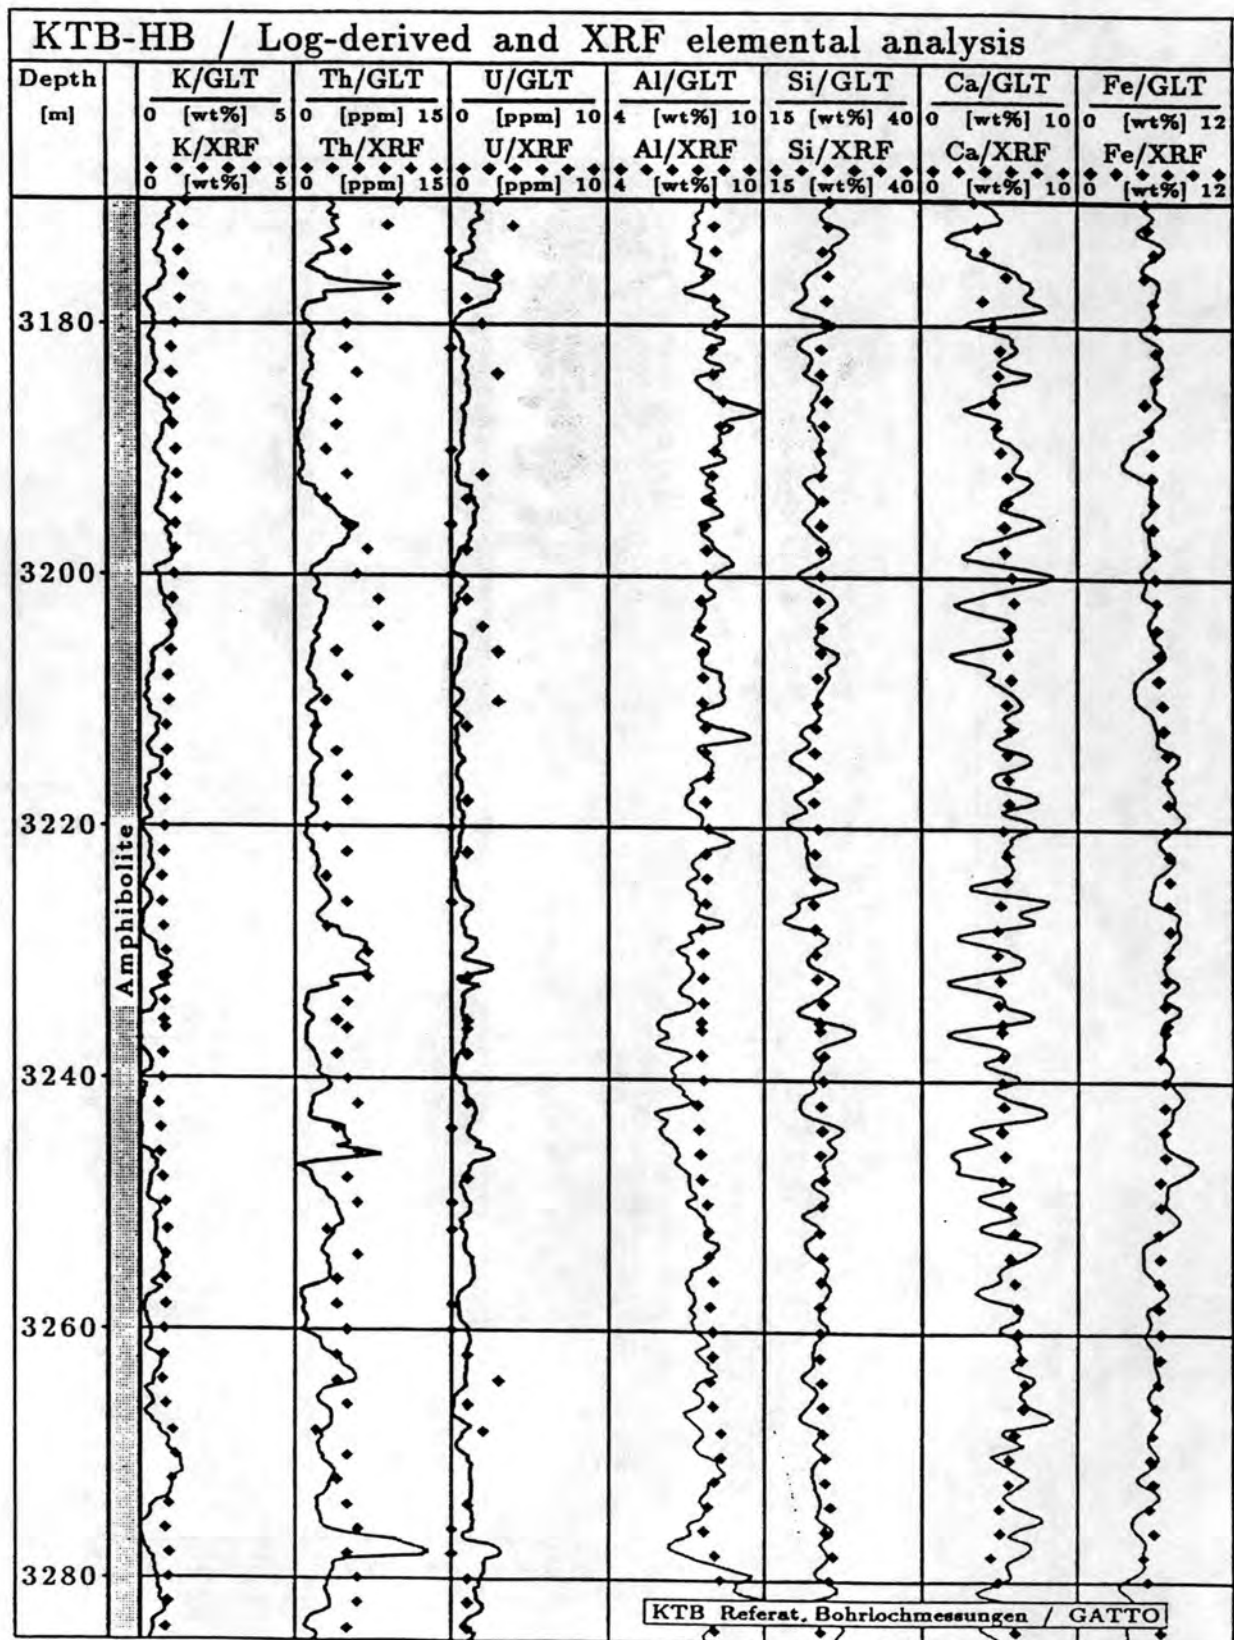 KTB-HB / Log-derived and XRF elemental analysis
Depth K/GLT Th/GLT U/GLT Al/GLT Si/GLT Ca/GLT Fe/GLT
[m] 0 [wt%] 5 0 [ppm] 15 0 [ppm] 10 4 [wt%] 10 15 [wt%] 40 0 [wt%] 10 0 [wt%] 12
K/XRF Th/XRF U/XRF Al/XRF Si/XRF Ca/XRF Fe/XRF
0 [wt%] 5 0 [ppm] 15 0 [ppm] 10 4 [wt%] 10 15 [wt%] 40 0 [wt%] 10 0 [wt%] 12
3180
3200
3220
Amphibolite
3240
3260
3280
KTB Referat. Bohrlochmessungen / GATTO